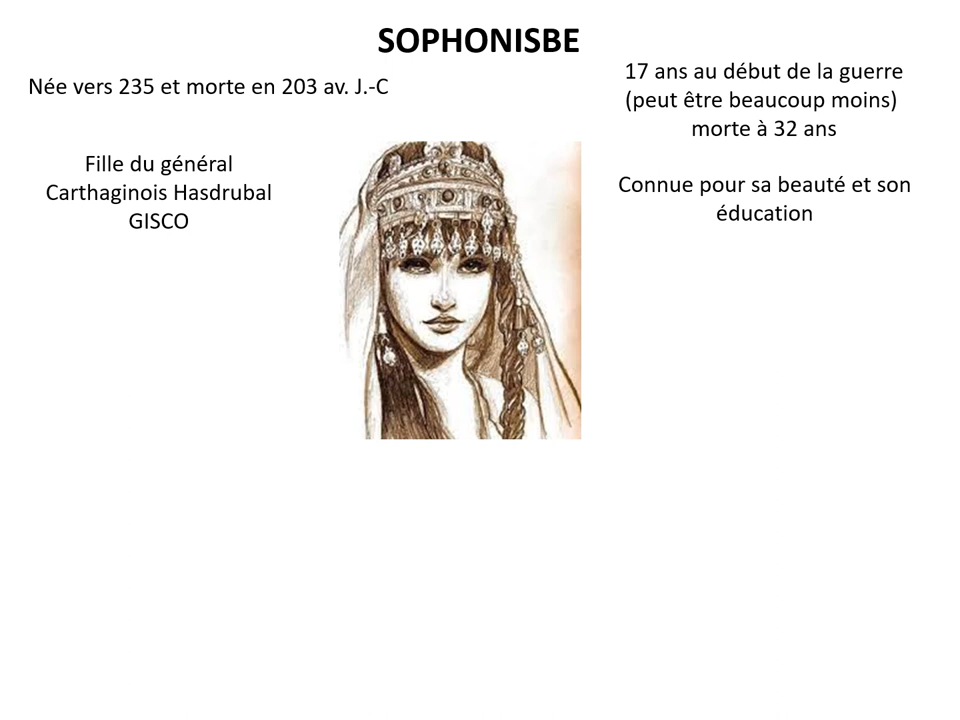 SOPHONISBE
Née vers 235 et morte en 203 av. J.-C
17 ans au début de la guerre
(peut être beaucoup moins)
morte à 32 ans
Fille du général
Carthaginois Hasdrubal
GISCO
Connue pour sa beauté et son
éducation